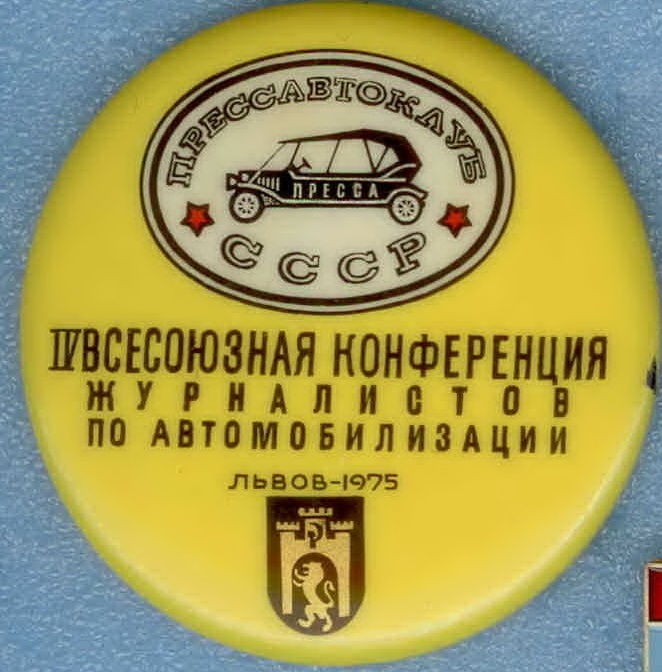 ПРЕССАВТОКЛУБ
ПРЕССА
СССР
IV ВСЕСОЮЗНАЯ КОНФЕРЕНЦИЯ
ЖУРНАЛИСТОВ
ПО АВТОМОБИЛИЗАЦИИ
ЛЬВОВ-1975